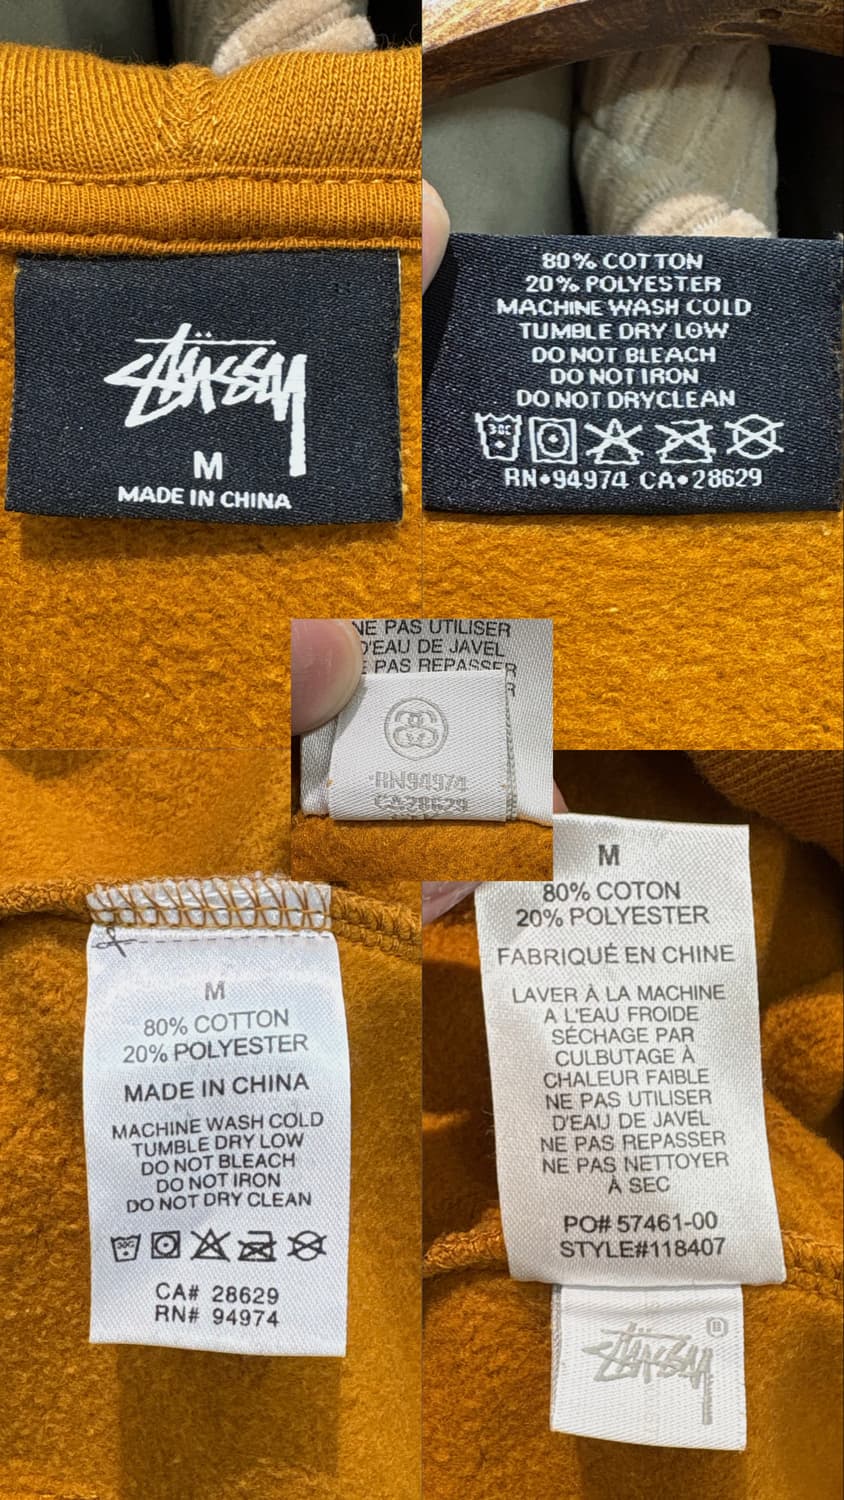 STÜSSY
M
MADE IN CHINA
80% COTTON
20% POLYESTER
MACHINE WASH COLD
TUMBLE DRY LOW
DO NOT BLEACH
DO NOT IRON
DO NOT DRYCLEAN
30C
RN•94974 CA•28629
NE PAS UTILISER
D'EAU DE JAVEL
PAS REPASSER
R
RN94974
CA28629
M
80% COTTON
20% POLYESTER
MADE IN CHINA
MACHINE WASH COLD
TUMBLE DRY LOW
DO NOT BLEACH
DO NOT IRON
DO NOT DRY CLEAN
30C
CA# 28629
RN# 94974
M
80% COTON
20% POLYESTER
FABRIQUÉ EN CHINE
LAVER À LA MACHINE
A L'EAU FROIDE
SÉCHAGE PAR
CULBUTAGE À
CHALEUR FAIBLE
NE PAS UTILISER
D'EAU DE JAVEL
NE PAS REPASSER
NE PAS NETTOYER
À SEC
PO# 57461-00
STYLE#118407
STÜSSY